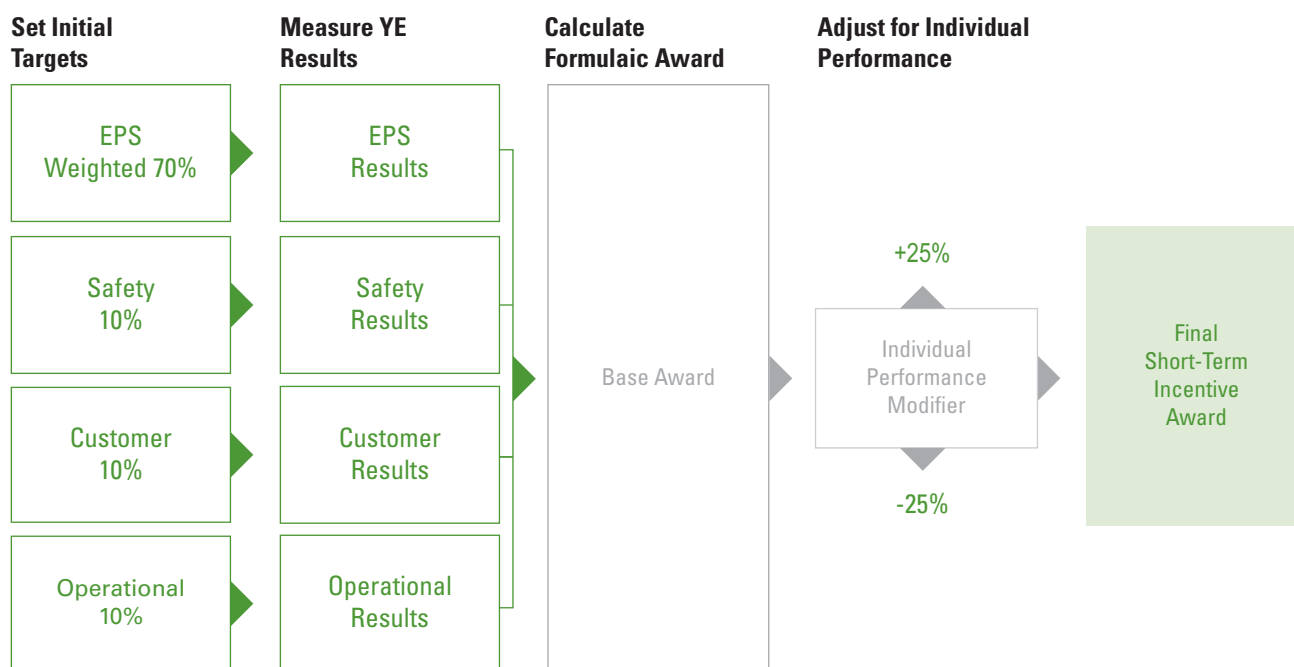 Set Initial
Targets
Measure YE
Results
Calculate
Formulaic Award
Adjust for Individual
Performance
EPS
Weighted 70%
EPS
Results
Safety
10%
Safety
Results
Customer
10%
Customer
Results
Operational
10%
Operational
Results
Base Award
+25%
Individual
Performance
Modifier
-25%
Final
Short-Term
Incentive
Award